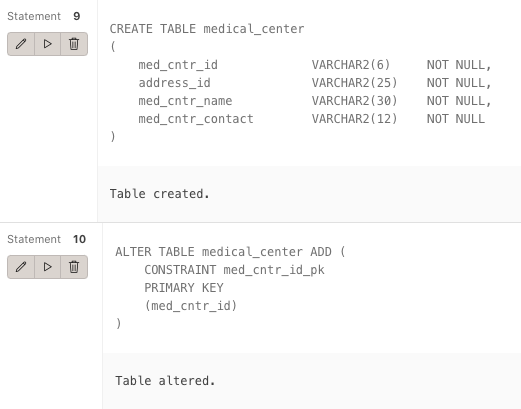 Statement 9
CREATE TABLE medical_center
(
    med_cntr_id             VARCHAR2(6)     NOT NULL,
    address_id              VARCHAR2(25)    NOT NULL,
    med_cntr_name           VARCHAR2(30)    NOT NULL,
    med_cntr_contact        VARCHAR2(12)    NOT NULL
)
Table created.
Statement 10
ALTER TABLE medical_center ADD (
    CONSTRAINT med_cntr_id_pk
    PRIMARY KEY
    (med_cntr_id)
)
Table altered.